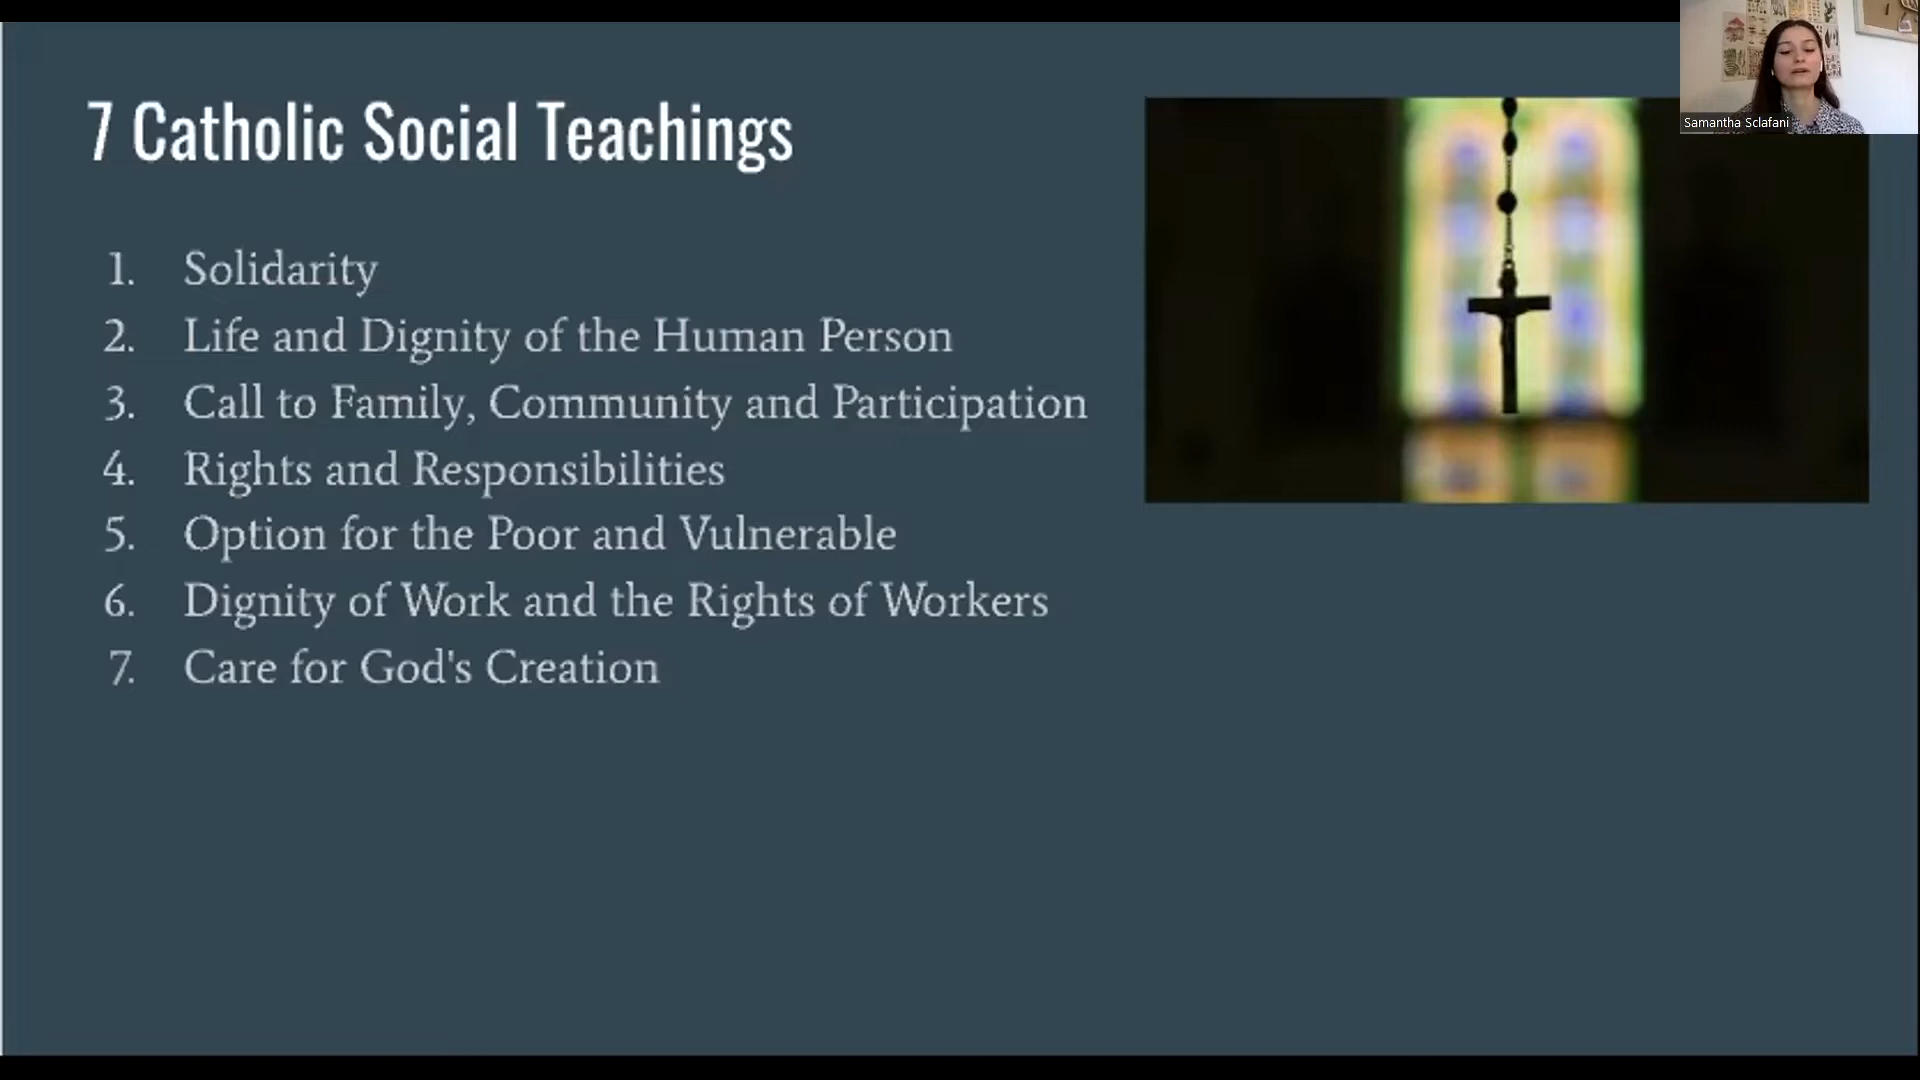 7 Catholic Social Teachings
1. Solidarity
2. Life and Dignity of the Human Person
3. Call to Family, Community and Participation
4. Rights and Responsibilities
5. Option for the Poor and Vulnerable
6. Dignity of Work and the Rights of Workers
7. Care for God's Creation
Samantha Sclafani